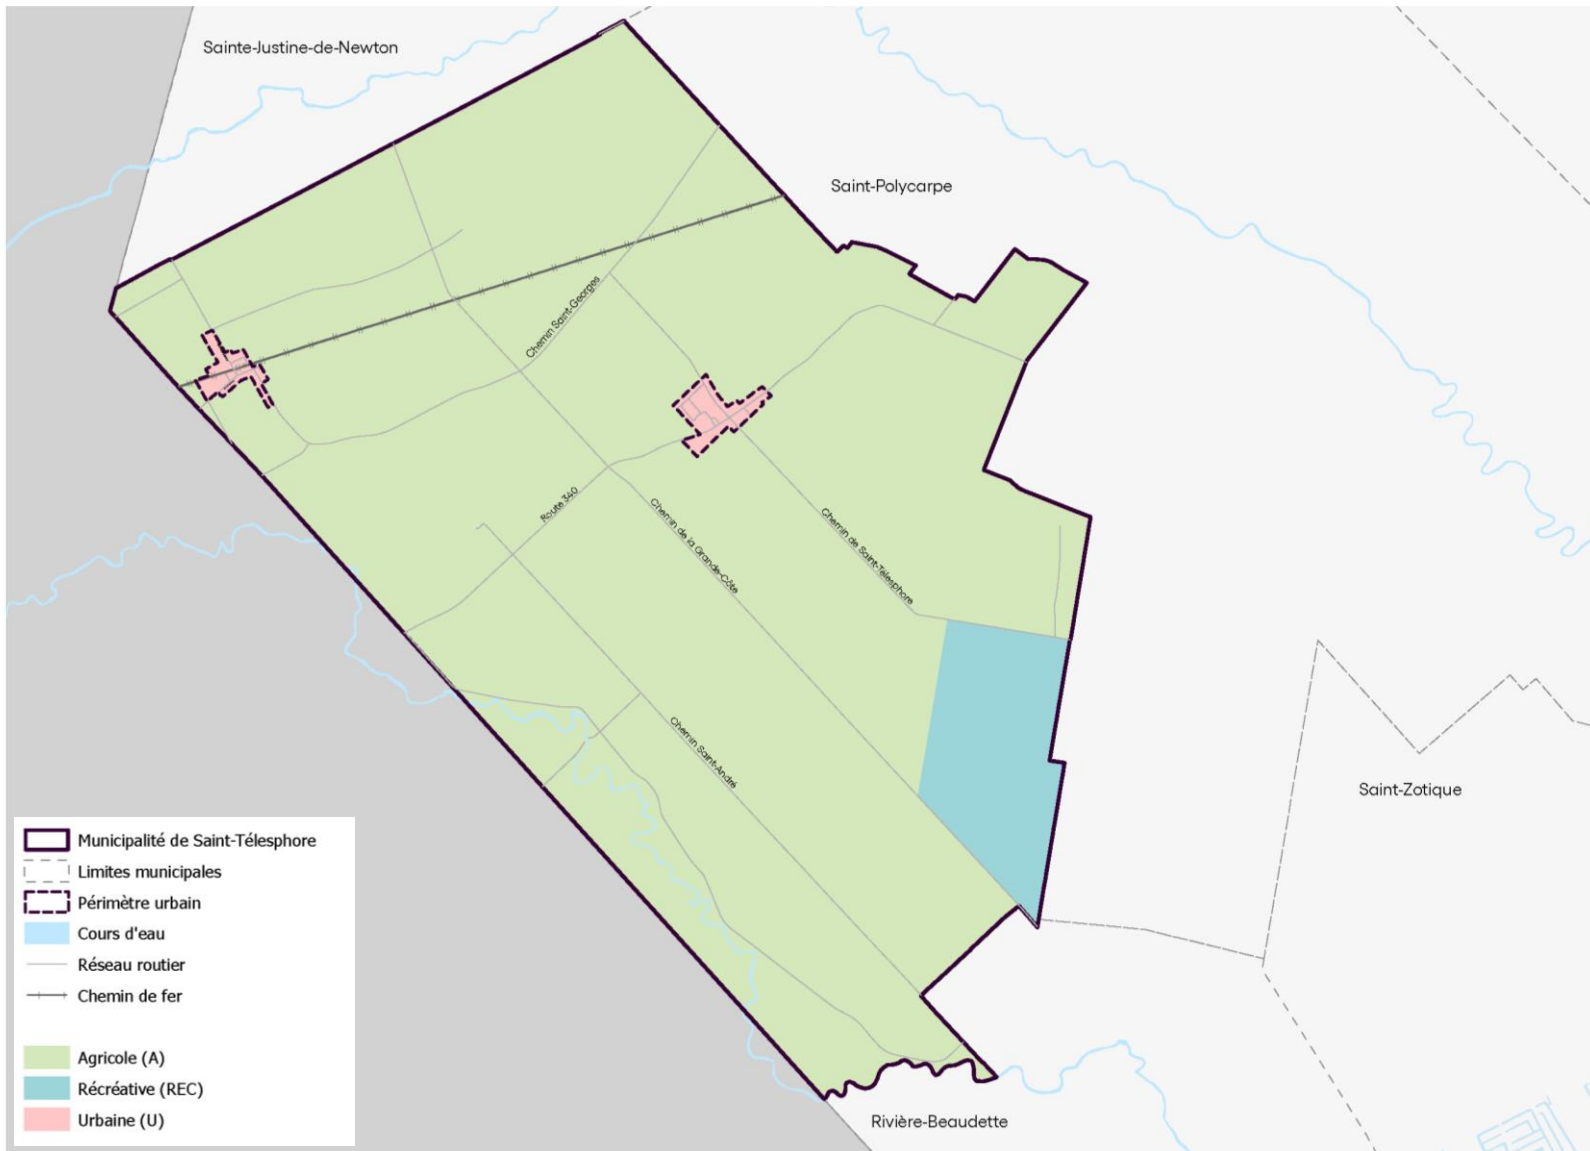 Sainte-Justine-de-Newton
Saint-Polycarpe
Chemin Saint-Georges
Route 340
Chemin de la Grande-Côte
Chemin de Saint-Télesphore
Chemin Saint-André
Saint-Zotique
Rivière-Beaudette
Municipalité de Saint-Télesphore
Limites municipales
Périmètre urbain
Cours d'eau
Réseau routier
Chemin de fer
Agricole (A)
Récréative (REC)
Urbaine (U)